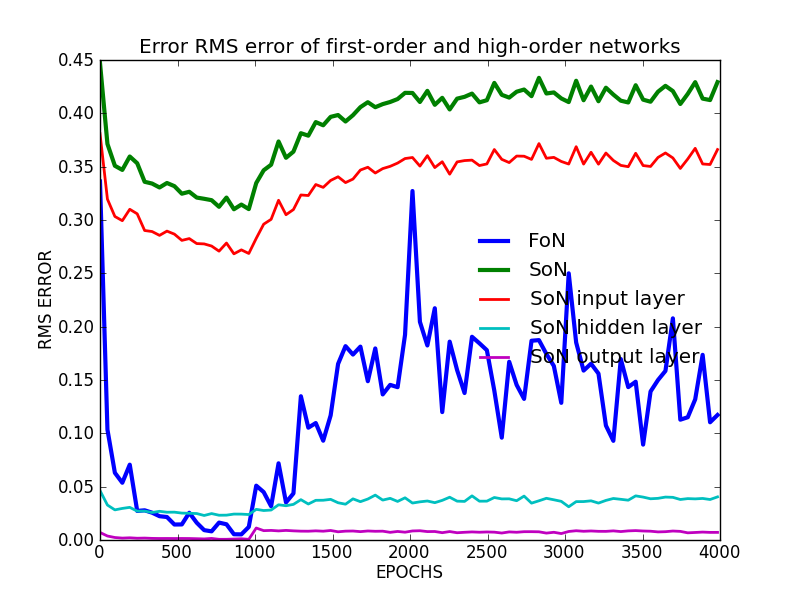 Error RMS error of first-order and high-order networks
0.45
0.40
0.35
0.30
0.25
0.20
0.15
0.10
0.05
0.00
RMS ERROR
FoN
SoN
SoN input layer
SoN hidden layer
SoN output layer
0 500 1000 1500 2000 2500 3000 3500 4000
EPOCHS